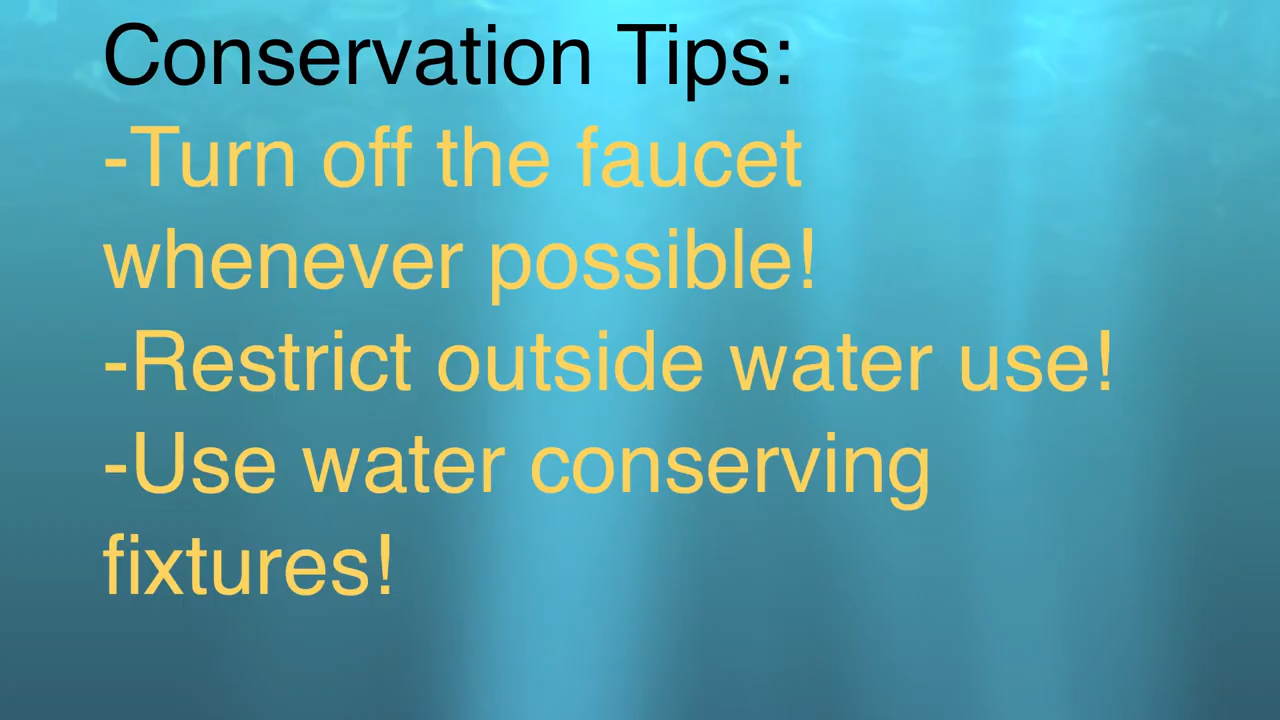 Conservation Tips:
-Turn off the faucet
whenever possible!
-Restrict outside water use!
-Use water conserving
fixtures!